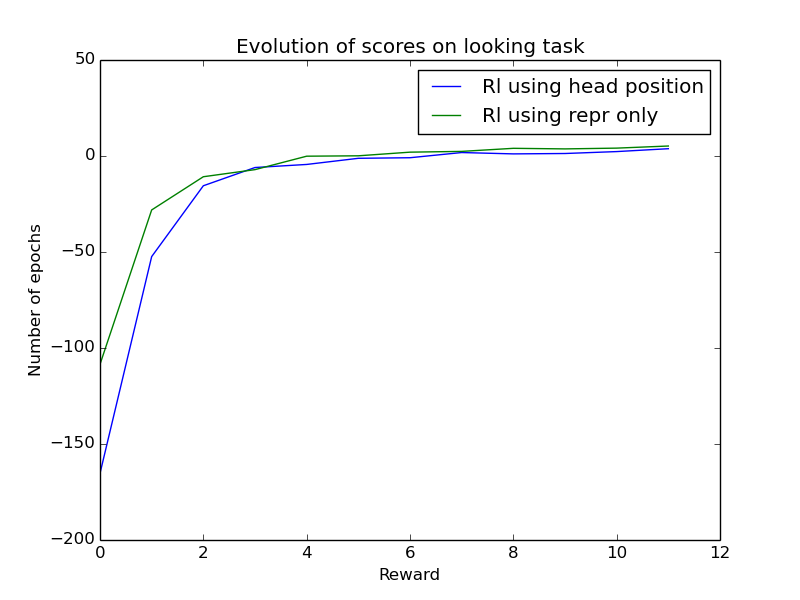 Evolution of scores on looking task
Rl using head position
Rl using repr only
50
0
−50
−100
−150
−200
Number of epochs
0 2 4 6 8 10 12
Reward